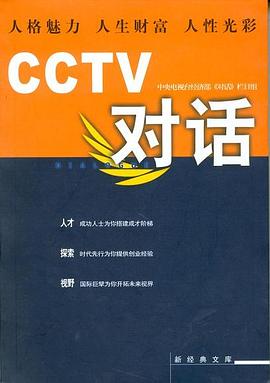 人格魅力 人生财富 人性光彩
CCTV
中央电视台经济部《对话》栏目组
对话
DIALOGUE
人才 成功人士为你搭建成才阶梯
探索 时代先行为你提供创业经验
视野 国际巨擘为你开拓未来视界
新经典文库